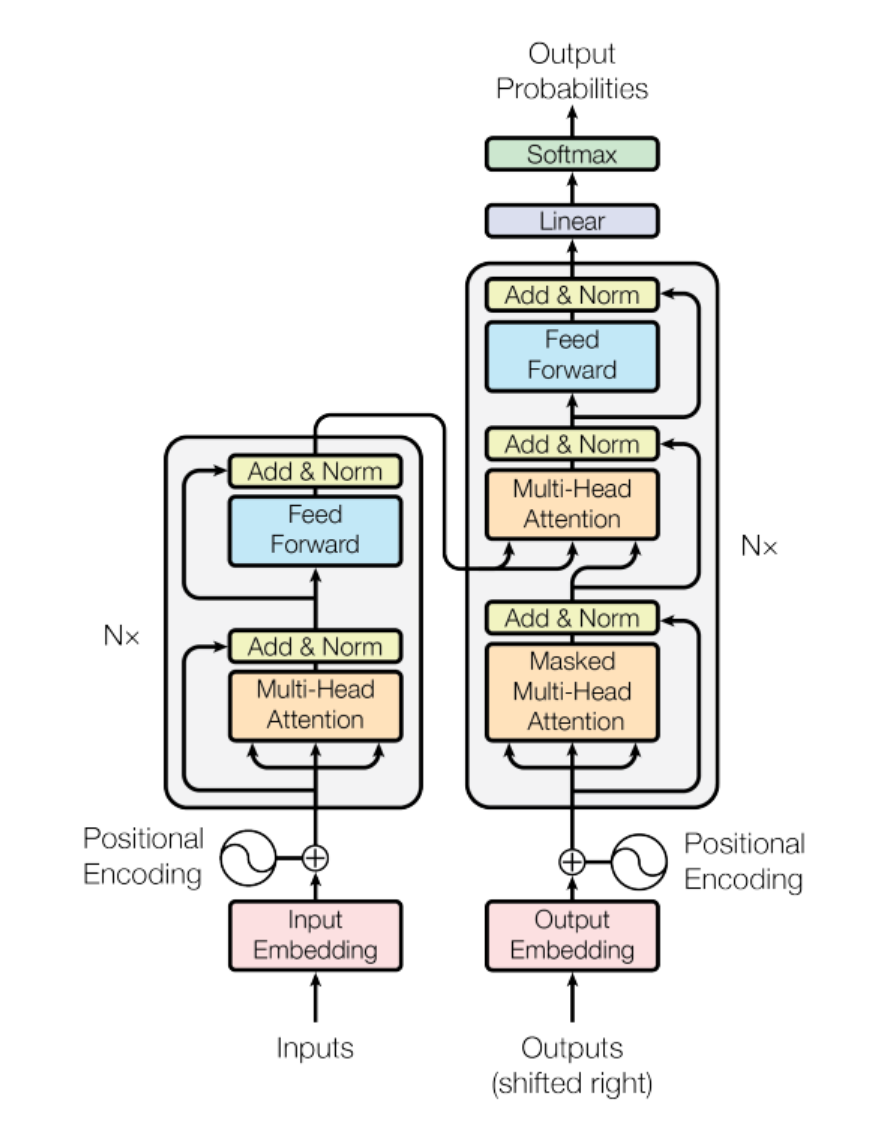 Output
Probabilities
Softmax
Linear
Add & Norm
Feed
Forward
Add & Norm
Multi-Head
Attention
Nx
Add & Norm
Masked
Multi-Head
Attention
Positional
Encoding
Output
Embedding
Outputs
(shifted right)
Add & Norm
Feed
Forward
Nx
Add & Norm
Multi-Head
Attention
Positional
Encoding
Input
Embedding
Inputs